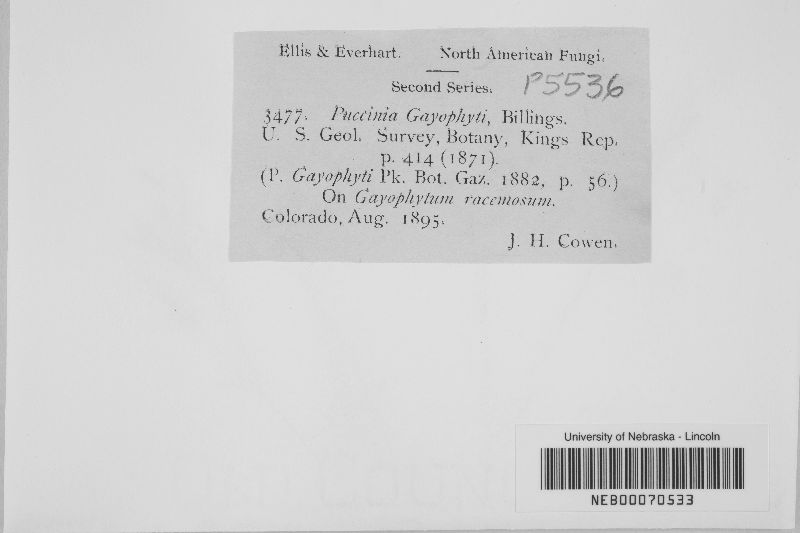 Ellis & Everhart. North American Fungi.
Second Series. P5536
3477. Puccinia Gayophyti, Billings.
U. S. Geol. Survey, Botany, Kings Rep.
p. 414 (1871).
(P. Gayophyti Pk. Bot. Gaz. 1882, p. 56.)
On Gayophytum racemosum.
Colorado, Aug. 1895.
J. H. Cowen.
University of Nebraska - Lincoln
NEB00070533